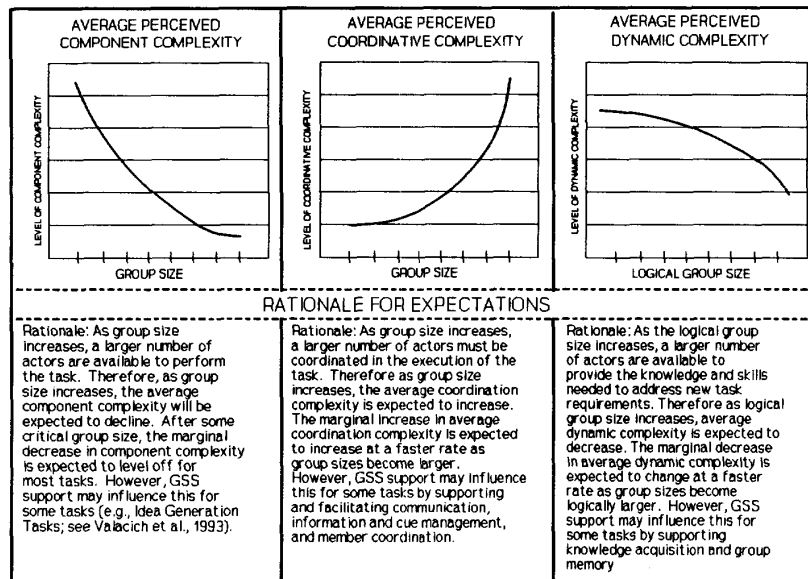 AVERAGE PERCEIVED
COMPONENT COMPLEXITY
LEVEL OF COMPONENT COMPLEXITY
GROUP SIZE
AVERAGE PERCEIVED
COORDINATIVE COMPLEXITY
LEVEL OF COORDINATIVE COMPLEXITY
GROUP SIZE
AVERAGE PERCEIVED
DYNAMIC COMPLEXITY
LEVEL OF DYNAMIC COMPLEXITY
LOGICAL GROUP SIZE
RATIONALE FOR EXPECTATIONS
Rationale: As group size
increases, a larger number of
actors are available to perform
the task. Therefore, as group
size increases, the average
component complexity will be
expected to decline. After some
critical group size, the marginal
decrease in component complexity
is expected to level off for
most tasks. However, GSS
support may influence this for
some tasks (e.g., Idea Generation
Tasks; see Valacich et al., 1993).
Rationale: As group size increases,
a larger number of actors must be
coordinated in the execution of the
task. Therefore as group size
increases, the average coordination
complexity is expected to increase.
The marginal increase in average
coordination complexity is expected
to increase at a faster rate as
group sizes become larger.
However, GSS support may influence
this for some tasks by supporting
and facilitating communication,
information and cue management,
and member coordination.
Rationale: As the logical group
size increases, a larger number
of actors are available to
provide the knowledge and skills
needed to address new task
requirements. Therefore as logical
group size increases, average
dynamic complexity is expected to
decrease. The marginal decrease
in average dynamic complexity is
expected to change at a faster
rate as group sizes become
logically larger. However, GSS
support may influence this for
some tasks by supporting
knowledge acquisition and group
memory